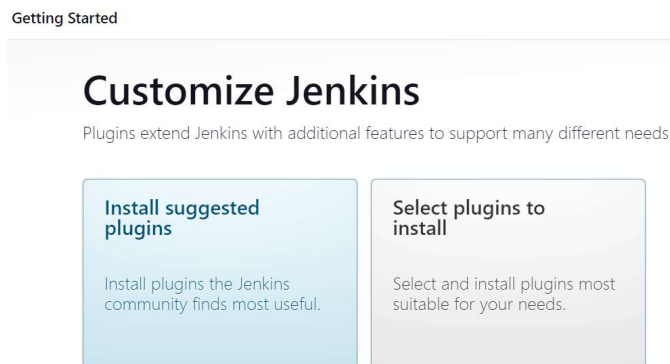 Getting Started
Customize Jenkins
Plugins extend Jenkins with additional features to support many different needs
Install suggested
plugins
Install plugins the Jenkins
community finds most useful.
Select plugins to
install
Select and install plugins most
suitable for your needs.